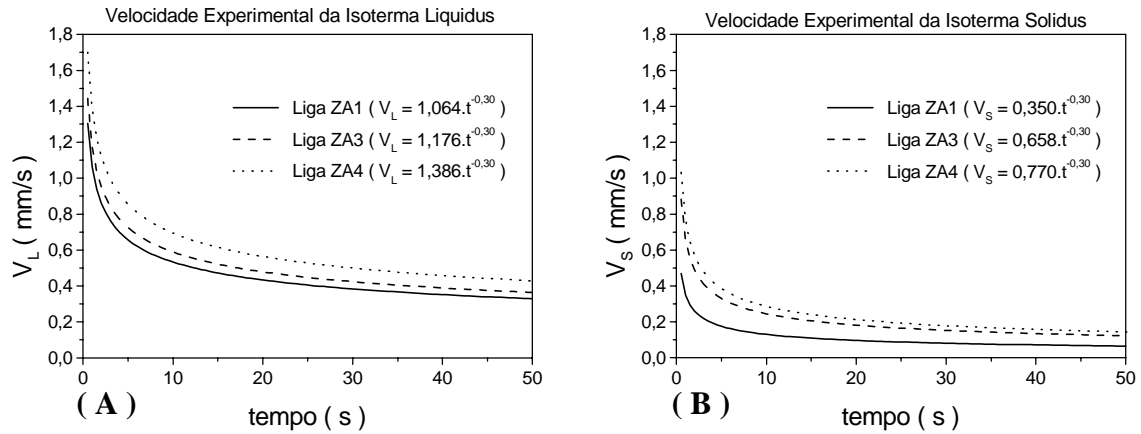 Velocidade Experimental da Isoterma Liquidus
1,8
1,6
1,4
1,2
1,0
0,8
0,6
0,4
0,2
0,0
V_L ( mm/s )
Liga ZA1 ( V_L = 1,064.t^-0,30 )
Liga ZA3 ( V_L = 1,176.t^-0,30 )
Liga ZA4 ( V_L = 1,386.t^-0,30 )
0 10 20 30 40 50
tempo ( s )
( A )
Velocidade Experimental da Isoterma Solidus
1,8
1,6
1,4
1,2
1,0
0,8
0,6
0,4
0,2
0,0
V_S ( mm/s )
Liga ZA1 ( V_S = 0,350.t^-0,30 )
Liga ZA3 ( V_S = 0,658.t^-0,30 )
Liga ZA4 ( V_S = 0,770.t^-0,30 )
0 10 20 30 40 50
tempo ( s )
( B )